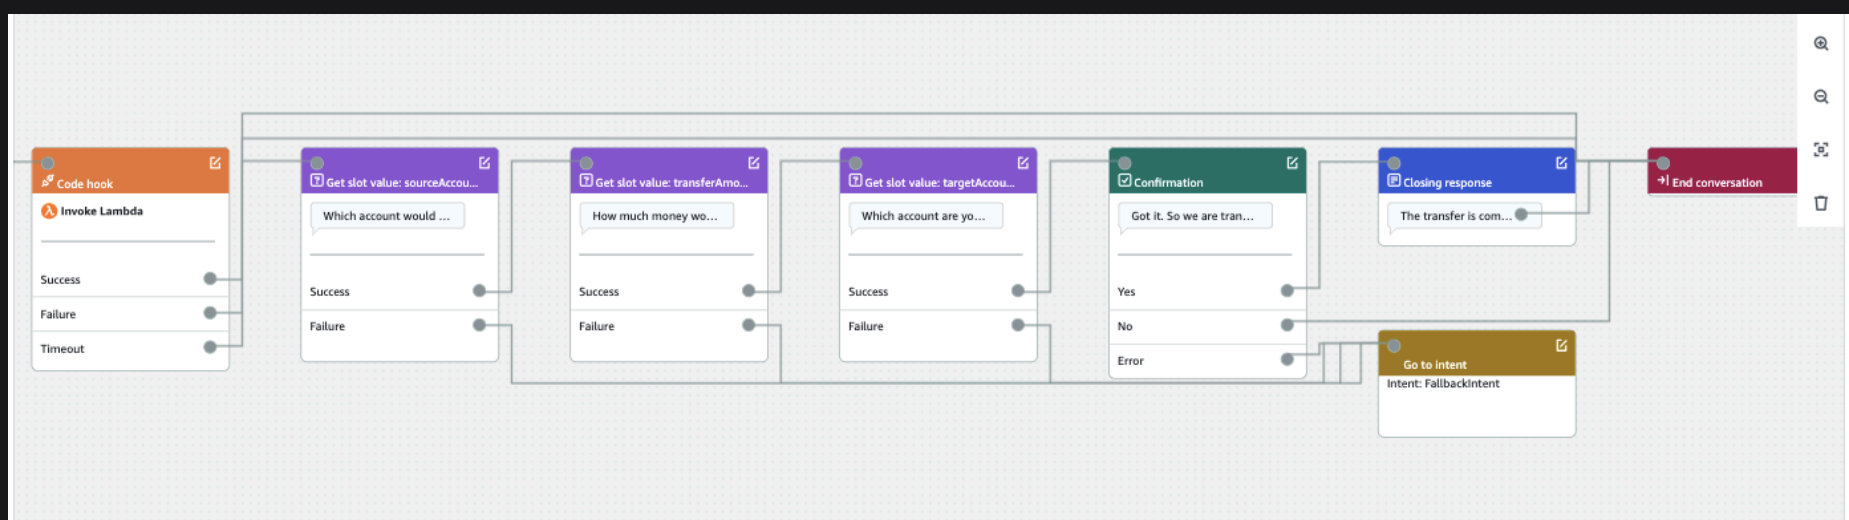 Code hook
Invoke Lambda
Success
Failure
Timeout
Get slot value: sourceAccou...
Which account would ...
Success
Failure
Get slot value: transferAmo...
How much money wo...
Success
Failure
Get slot value: targetAccou...
Which account are yo...
Success
Failure
Confirmation
Got it. So we are tran...
Yes
No
Error
Closing response
The transfer is com...
Go to intent
Intent: FallbackIntent
End conversation